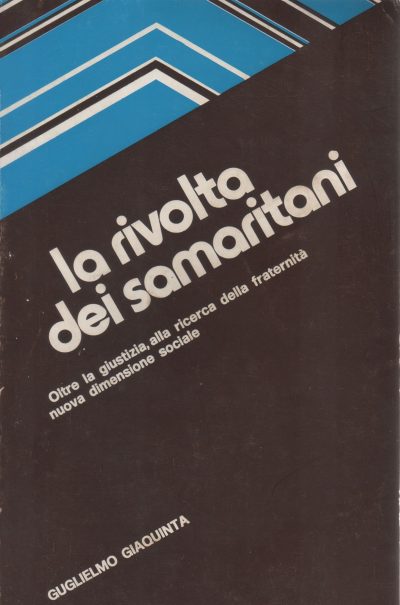 la rivolta
dei samaritani
Oltre la giustizia, alla ricerca della fraternità
nuova dimensione sociale
GUGLIELMO GIAQUINTA